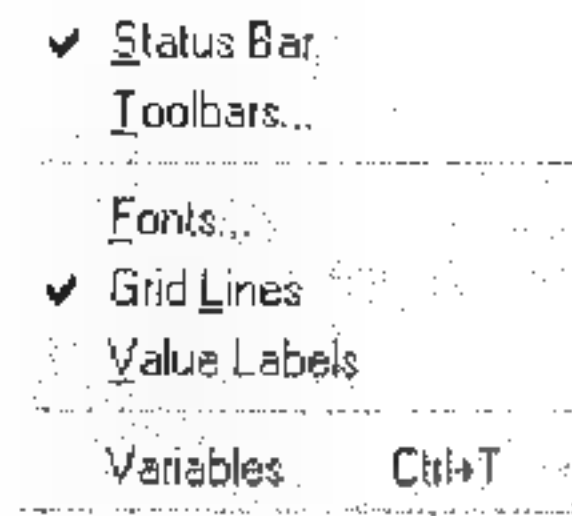 ✔ Status Bar
Toolbars...
Fonts...
✔ Grid Lines
Value Labels
Variables Ctrl+T